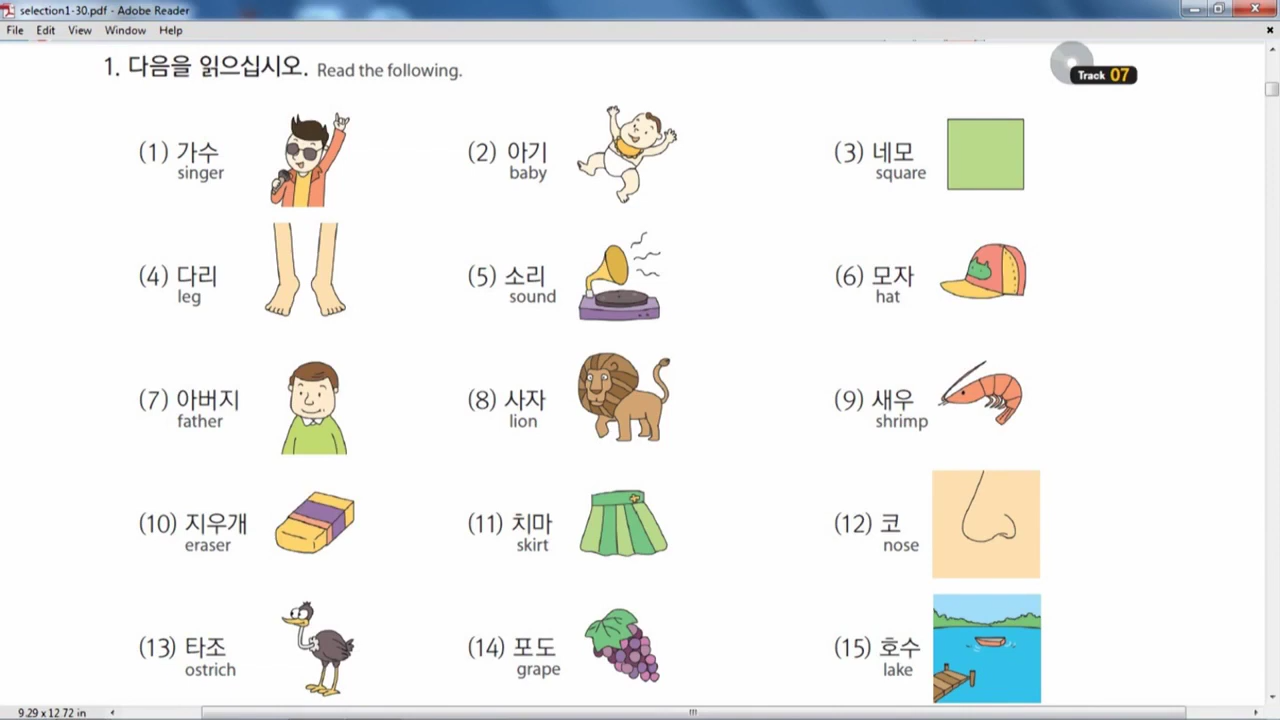 selection1-30.pdf - Adobe Reader
File Edit View Window Help
1. 다음을 읽으십시오. Read the following.
Track 07
(1) 가수
singer
(2) 아기
baby
(3) 네모
square
(4) 다리
leg
(5) 소리
sound
(6) 모자
hat
(7) 아버지
father
(8) 사자
lion
(9) 새우
shrimp
(10) 지우개
eraser
(11) 치마
skirt
(12) 코
nose
(13) 타조
ostrich
(14) 포도
grape
(15) 호수
lake
9.29 x 12.72 in